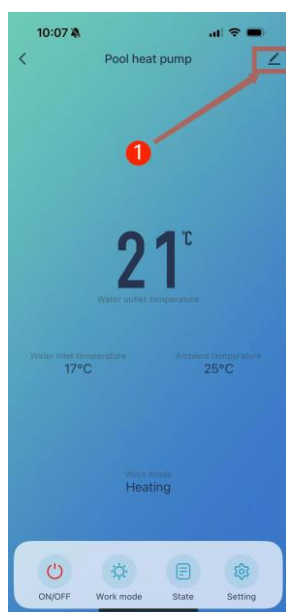 10:07
Pool heat pump
1
21℃
Water outlet temperature
Water inlet temperature
Ambient temperature
17°C
25°C
Work mode
Heating
ON/OFF
Work mode
State
Setting